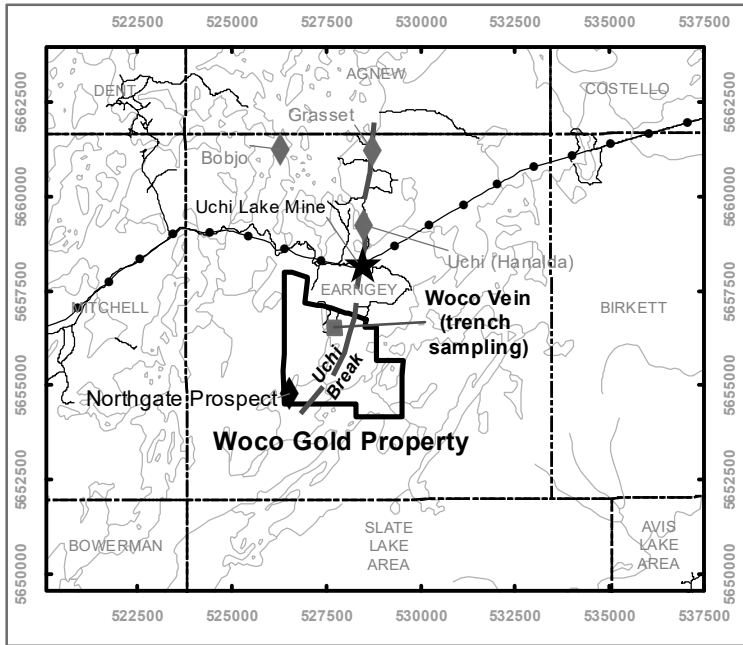 522500 525000 527500 530000 532500 535000 537500
5662500 5662500
DENT
AGNEW
COSTELLO
Grasset
Bobjo
5660000 5660000
Uchi Lake Mine
Uchi (Hanalda)
5657500 5657500
MITCHELL
EARNGEY
BIRKETT
Woco Vein
(trench
sampling)
Uchi
Break
5655000 5655000
Northgate Prospect
Woco Gold Property
5652500 5652500
BOWERMAN
SLATE
LAKE
AREA
AVIS
LAKE
AREA
5650000 5650000
522500 525000 527500 530000 532500 535000 537500